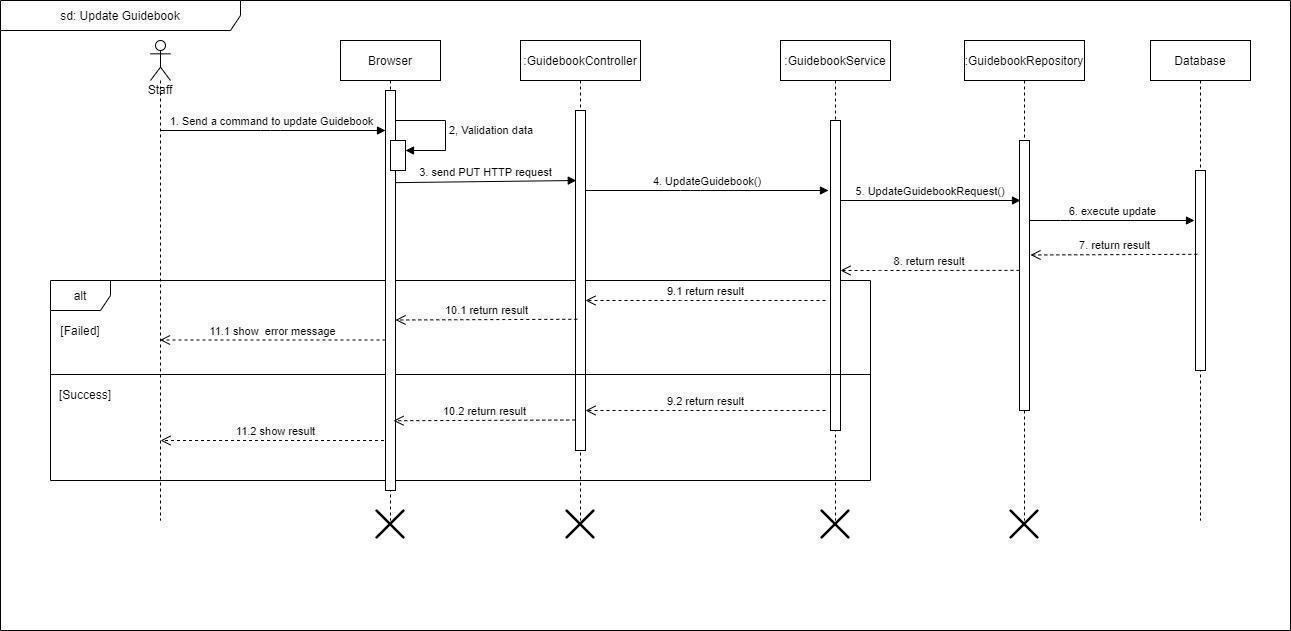 sd: Update Guidebook
Staff
Browser
:GuidebookController
:GuidebookService
:GuidebookRepository
Database
1. Send a command to update Guidebook
2, Validation data
3. send PUT HTTP request
4. UpdateGuidebook()
5. UpdateGuidebookRequest()
6. execute update
7. return result
8. return result
alt
9.1 return result
10.1 return result
[Failed]
11.1 show  error message
[Success]
9.2 return result
10.2 return result
11.2 show result